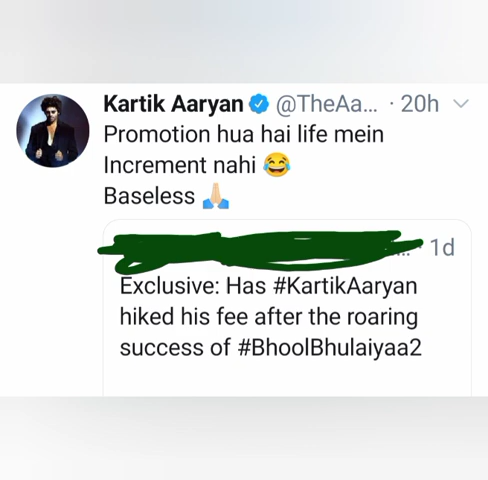 Kartik Aaryan @TheAa... · 20h
Promotion hua hai life mein
Increment nahi 😂
Baseless 🙏🏻
...· 1d
Exclusive: Has #KartikAaryan
hiked his fee after the roaring
success of #BhoolBhulaiyaa2